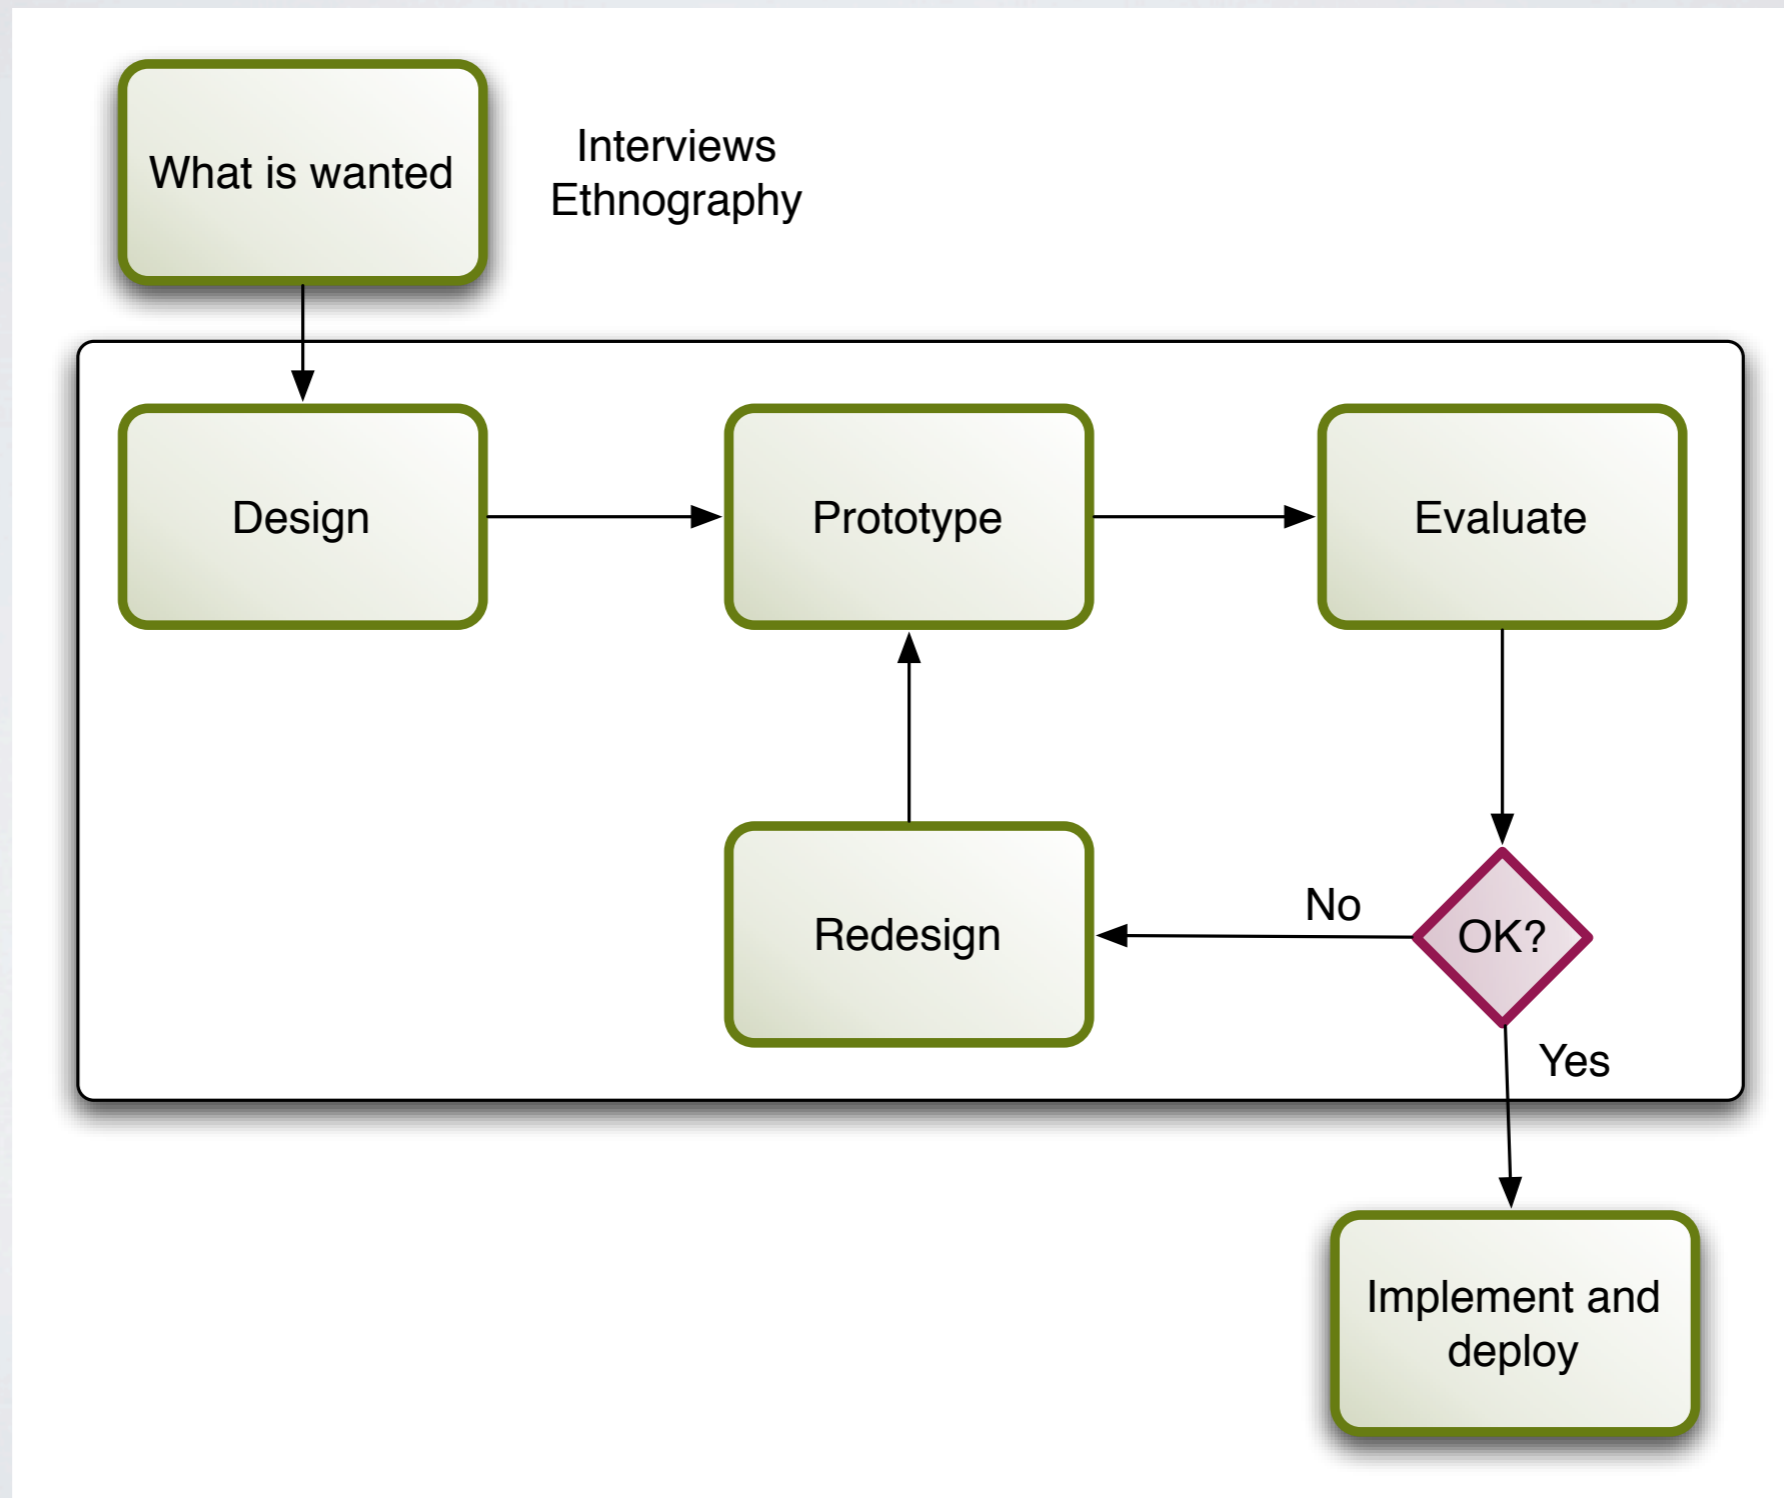 What is wanted
Interviews
Ethnography
Design
Prototype
Evaluate
Redesign
No
OK?
Yes
Implement and
deploy